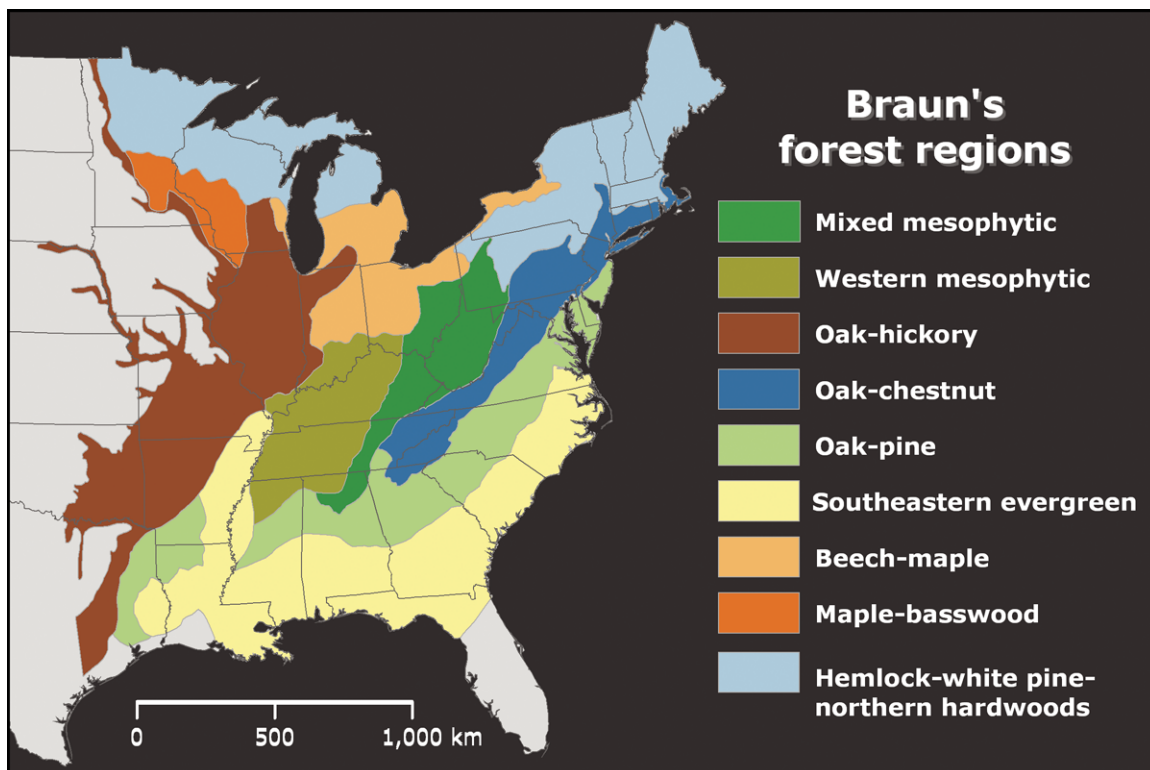 Braun's
forest regions
Mixed mesophytic
Western mesophytic
Oak-hickory
Oak-chestnut
Oak-pine
Southeastern evergreen
Beech-maple
Maple-basswood
Hemlock-white pine-
northern hardwoods
0 500 1,000 km